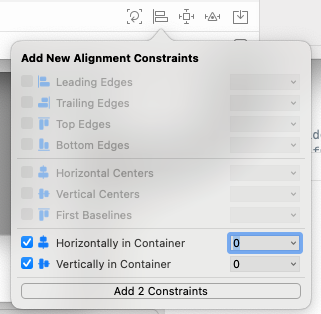 Add New Alignment Constraints
Leading Edges
Trailing Edges
Top Edges
Bottom Edges
Horizontal Centers
Vertical Centers
First Baselines
Horizontally in Container 0
Vertically in Container 0
Add 2 Constraints